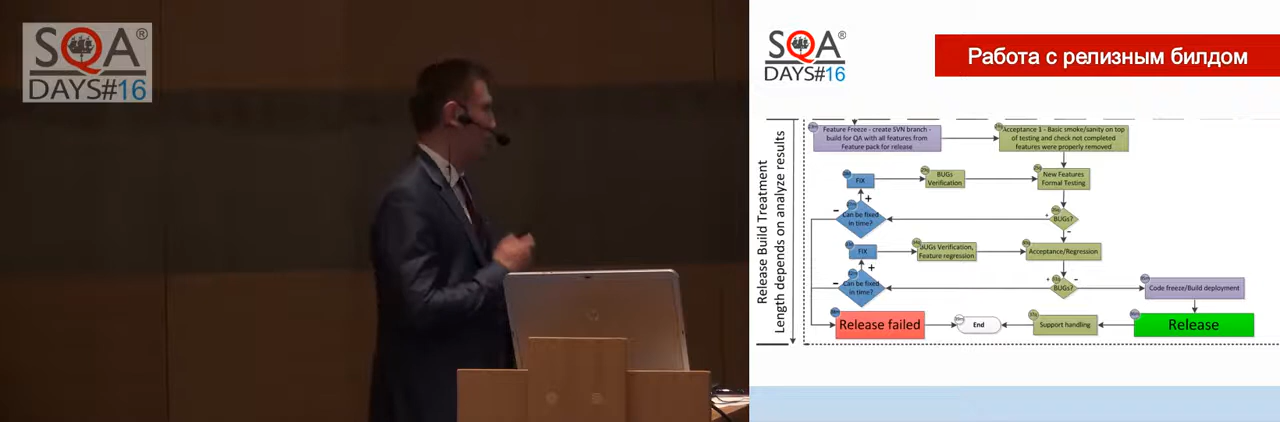 SQA®
DAYS#16
SQA®
DAYS#16
Работа с релизным билдом
Release Build Treatment
Length depends on analyze results
Feature Freeze - create SVN branch -
build for QA with all features from
Feature pack for release
Acceptance 1 - Basic smoke/sanity on top
of testing and check not completed
features were properly removed
FIX
BUGs
Verification
New Features
Formal Testing
Can be fixed
in time?
BUGs?
FIX
BUGs Verification,
Feature regression
Acceptance/Regression
Can be fixed
in time?
BUGs?
Code freeze/Build deployment
Release failed
End
Support handling
Release